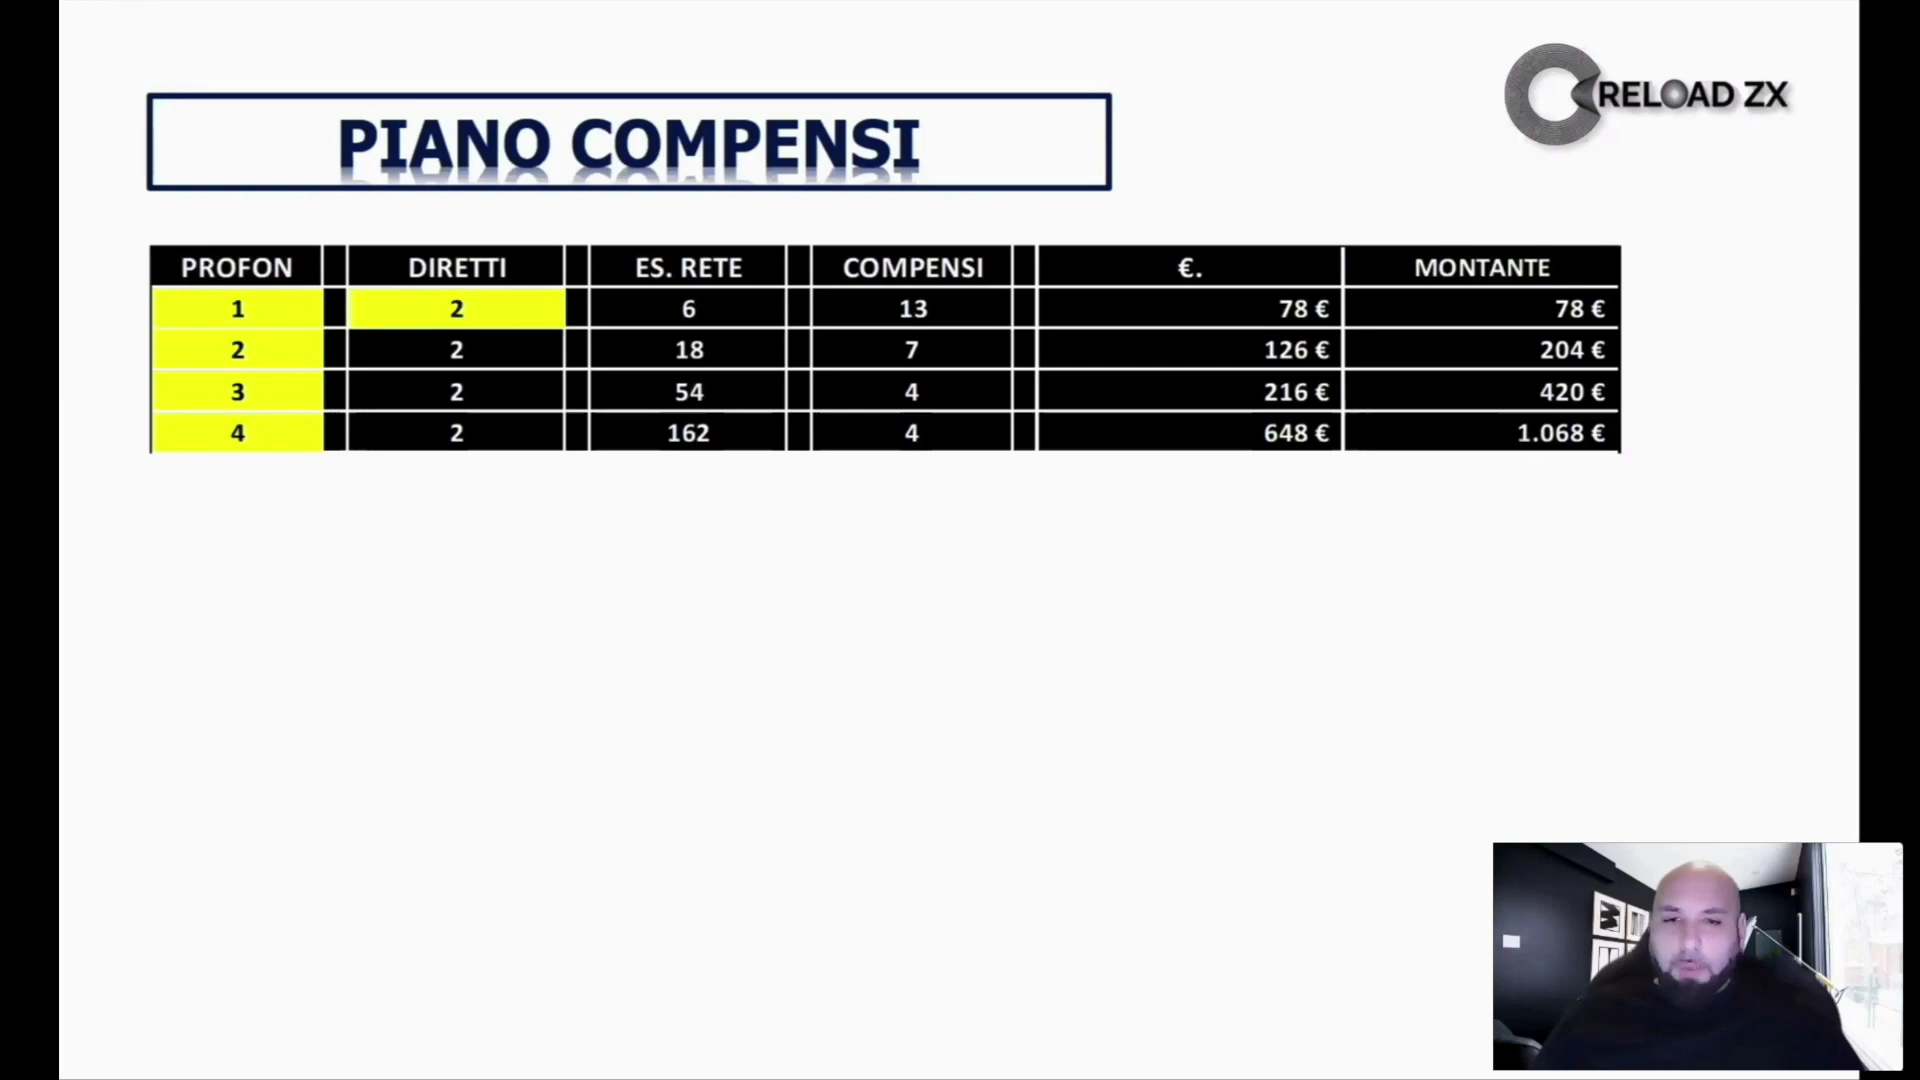 RELOAD ZX
PIANO COMPENSI
PROFON DIRETTI ES. RETE COMPENSI €. MONTANTE
1 2 6 13 78 € 78 €
2 2 18 7 126 € 204 €
3 2 54 4 216 € 420 €
4 2 162 4 648 € 1.068 €